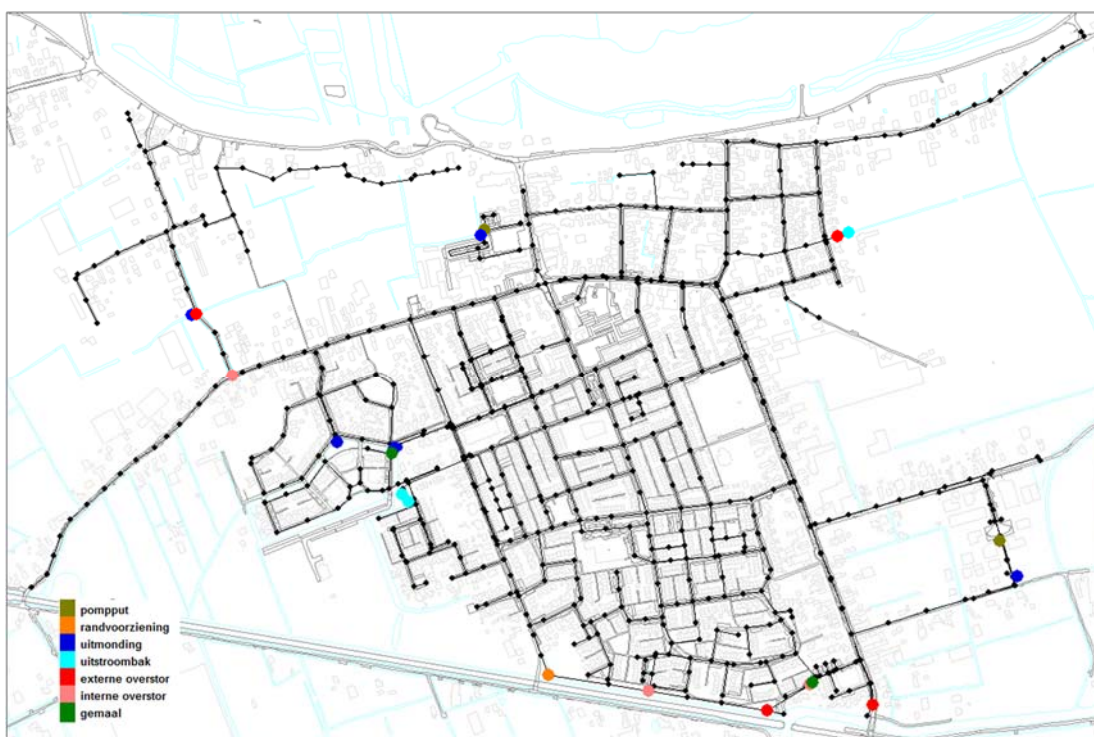 pompput
randvoorziening
uitmonding
uitstroombak
externe overstor
interne overstor
gemaal